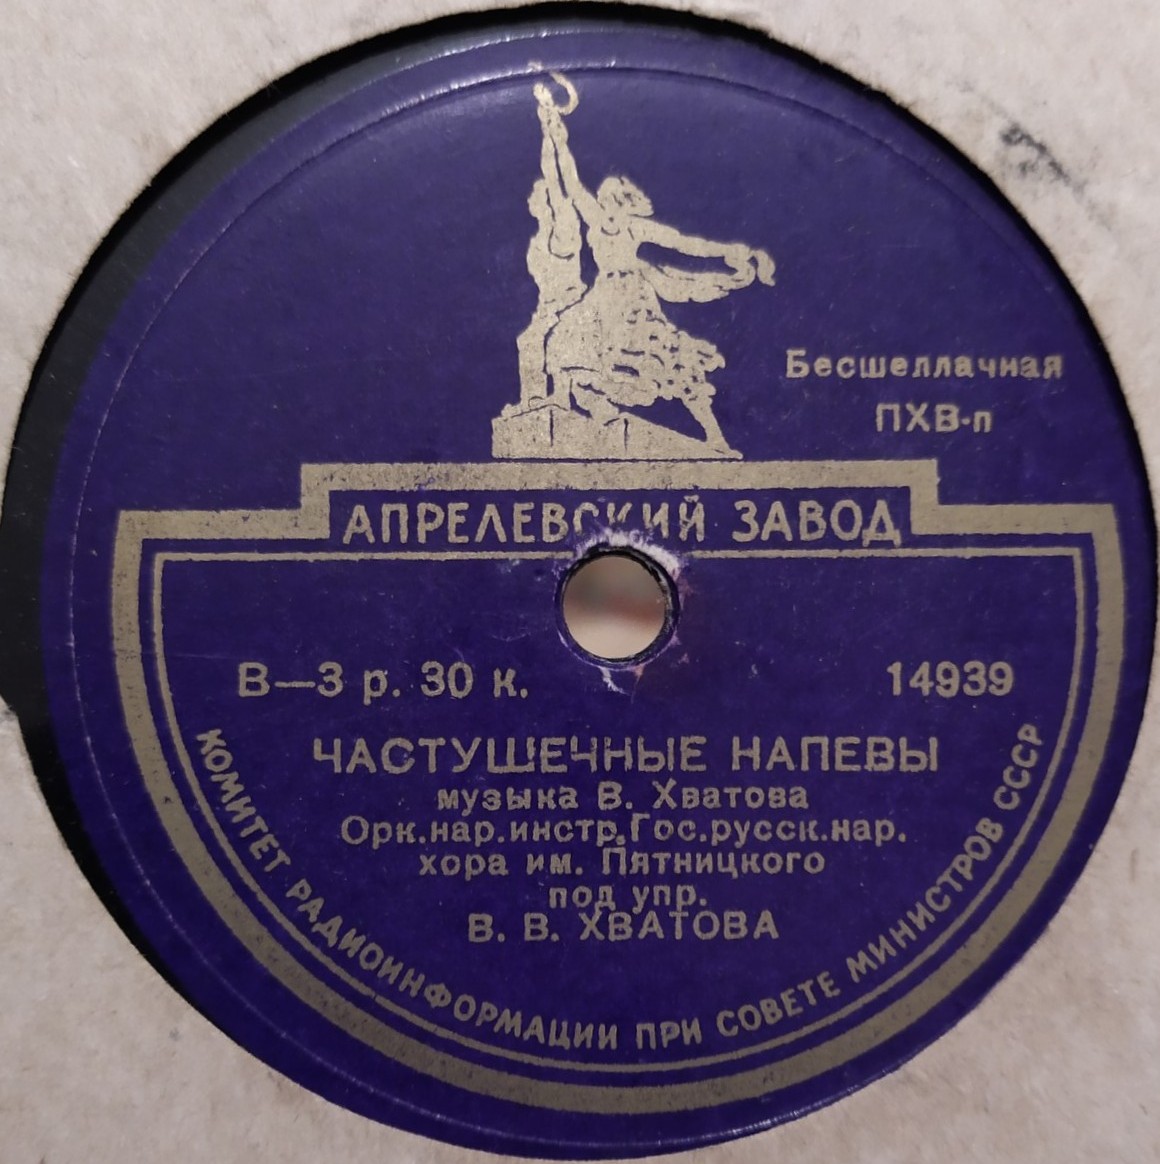 Бесшеллачная
ПХВ-п
АПРЕЛЕВСКИЙ ЗАВОД
В—3 р. 30 к.
14939
ЧАСТУШЕЧНЫЕ НАПЕВЫ
музыка В. Хватова
Орк.нар.инстр.Гос.русск.нар.
хора им. Пятницкого
под упр.
В. В. ХВАТОВА
КОМИТЕТ РАДИОИНФОРМАЦИИ ПРИ СОВЕТЕ МИНИСТРОВ СССР